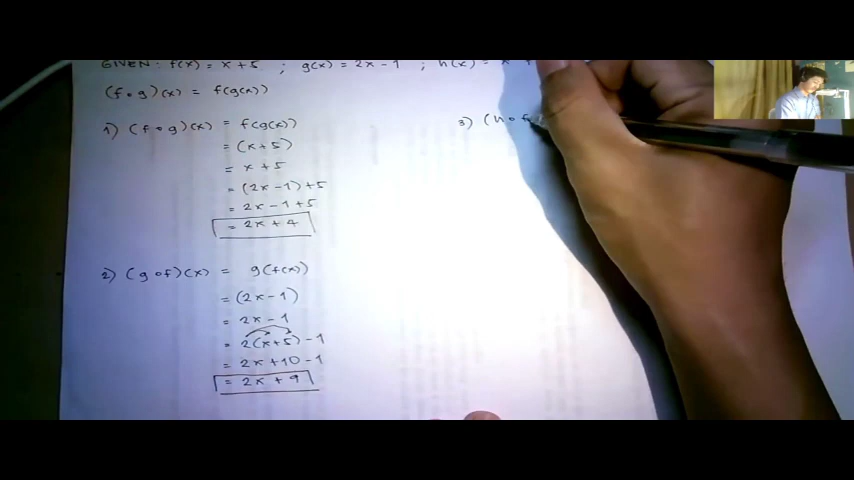 GIVEN: f(x) = x + 5 ; g(x) = 2x - 1 ; h(x) = x
(f ∘ g)(x) = f(g(x))
1) (f ∘ g)(x) = f(g(x))
= (x + 5)
= x + 5
= (2x - 1) + 5
= 2x - 1 + 5
= 2x + 4
2) (g ∘ f)(x) = g(f(x))
= (2x - 1)
= 2x - 1
= 2(x + 5) - 1
= 2x + 10 - 1
= 2x + 9
3) (h ∘ f